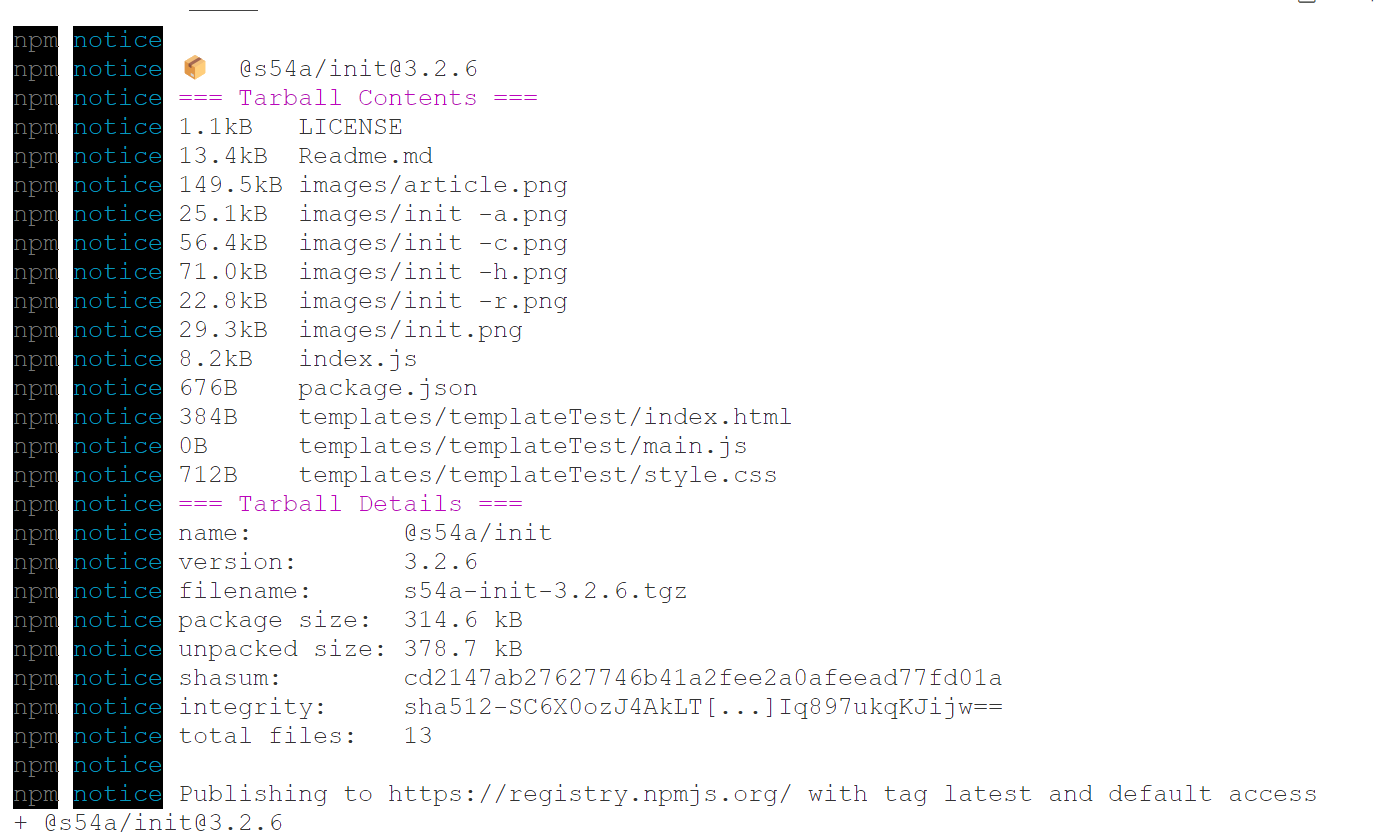 npm notice
npm notice 📦  @s54a/init@3.2.6
npm notice === Tarball Contents ===
npm notice 1.1kB   LICENSE
npm notice 13.4kB  Readme.md
npm notice 149.5kB images/article.png
npm notice 25.1kB  images/init -a.png
npm notice 56.4kB  images/init -c.png
npm notice 71.0kB  images/init -h.png
npm notice 22.8kB  images/init -r.png
npm notice 29.3kB  images/init.png
npm notice 8.2kB   index.js
npm notice 676B    package.json
npm notice 384B    templates/templateTest/index.html
npm notice 0B      templates/templateTest/main.js
npm notice 712B    templates/templateTest/style.css
npm notice === Tarball Details ===
npm notice name:          @s54a/init
npm notice version:       3.2.6
npm notice filename:      s54a-init-3.2.6.tgz
npm notice package size:  314.6 kB
npm notice unpacked size: 378.7 kB
npm notice shasum:        cd2147ab27627746b41a2fee2a0afeead77fd01a
npm notice integrity:     sha512-SC6X0ozJ4AkLT[...]Iq897ukqKJijw==
npm notice total files:   13
npm notice
npm notice Publishing to https://registry.npmjs.org/ with tag latest and default access
+ @s54a/init@3.2.6